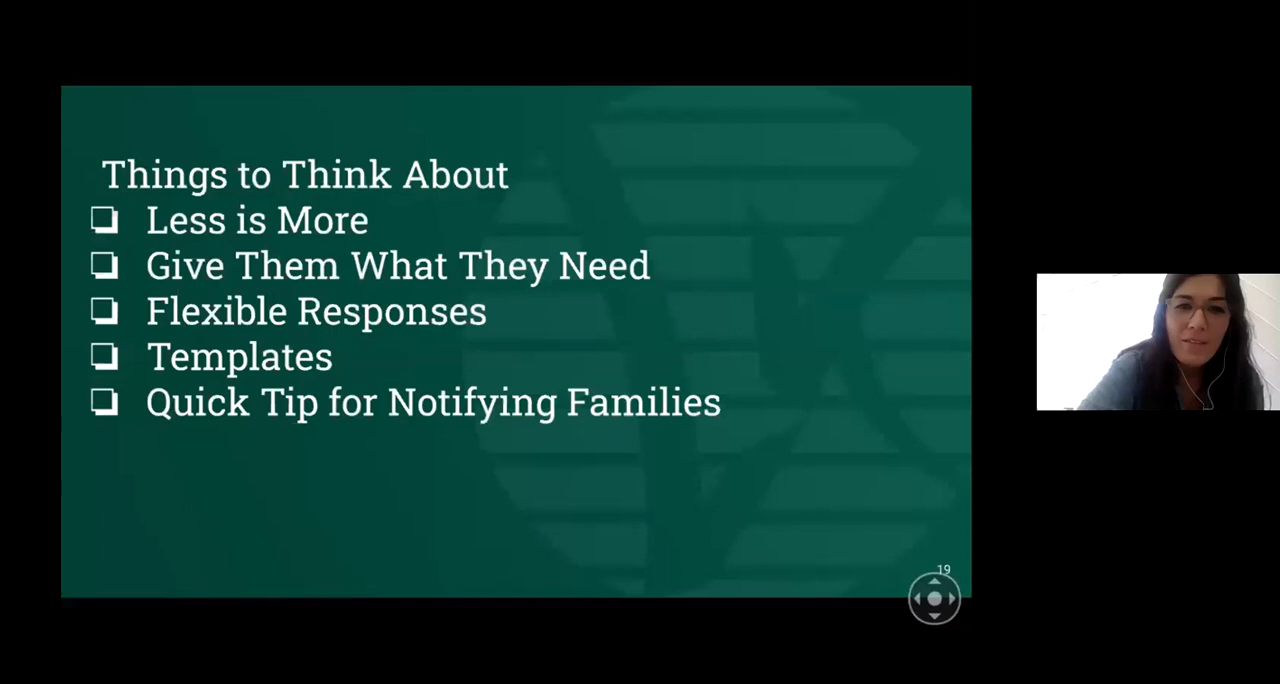 Things to Think About
❏ Less is More
❏ Give Them What They Need
❏ Flexible Responses
❏ Templates
❏ Quick Tip for Notifying Families
19